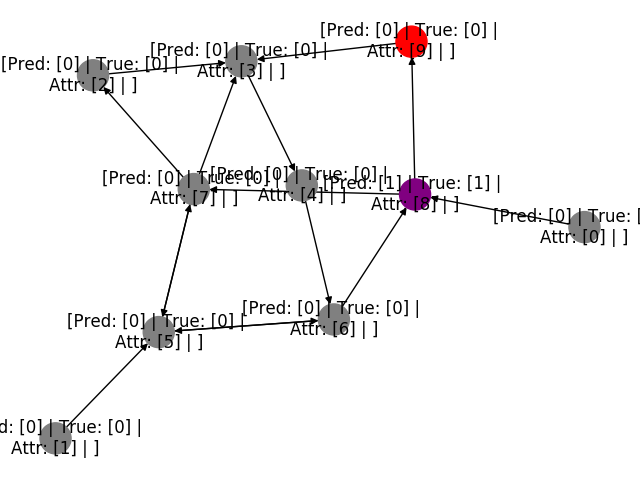 [Pred: [0] | True: [0] |
Attr: [9] | ]
[Pred: [0] | True: [0] |
Attr: [3] | ]
[Pred: [0] | True: [0] |
Attr: [2] | ]
[Pred: [0] | True: [0] |
Attr: [4] | ]
[Pred: [0] | True: [0] |
Attr: [7] | ]
[Pred: [1] | True: [1] |
Attr: [8] | ]
[Pred: [0] | True: [
Attr: [0] | ]
[Pred: [0] | True: [0] |
Attr: [6] | ]
[Pred: [0] | True: [0] |
Attr: [5] | ]
d: [0] | True: [0] |
Attr: [1] | ]